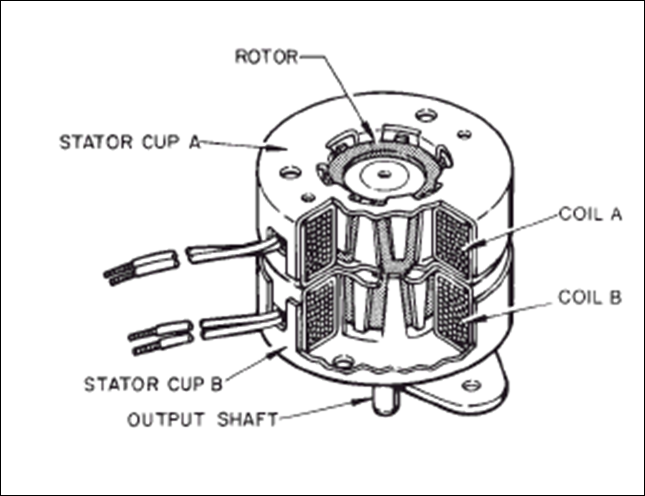 ROTOR
STATOR CUP A
COIL A
COIL B
STATOR CUP B
OUTPUT SHAFT